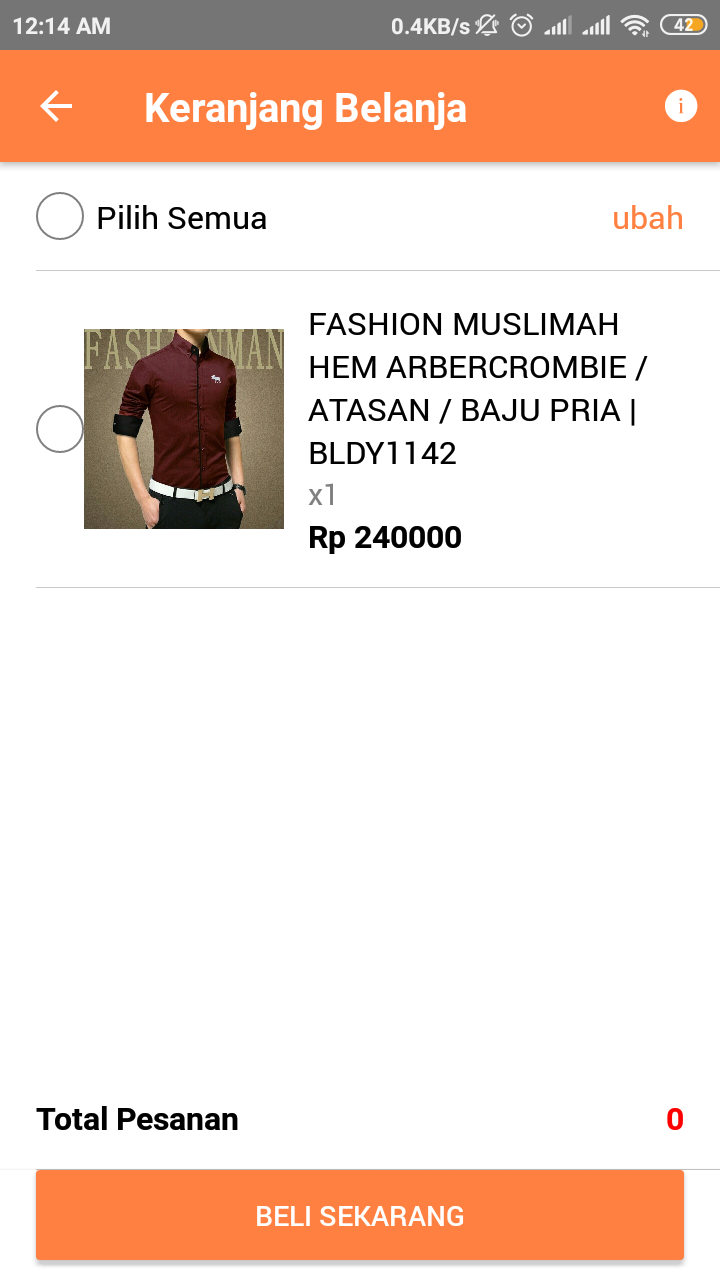 12:14 AM 0.4KB/s 42
Keranjang Belanja
Pilih Semua ubah
FASHIONMAN
FASHION MUSLIMAH
HEM ARBERCROMBIE /
ATASAN / BAJU PRIA |
BLDY1142
x1
Rp 240000
Total Pesanan 0
BELI SEKARANG